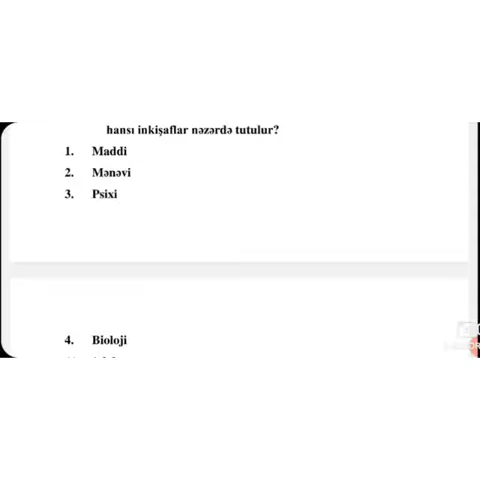 hansı inkişaflar nəzərdə tutulur?
1. Maddi
2. Mənəvi
3. Psixi
4. Bioloji